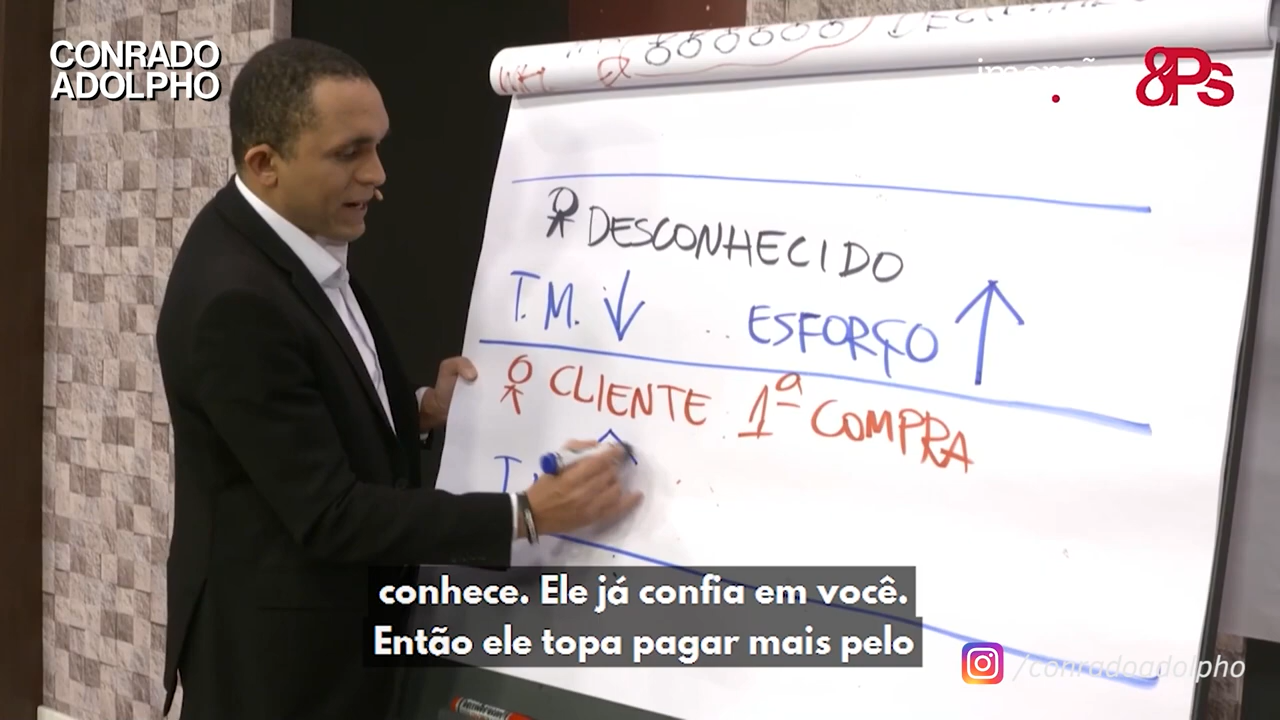 CONRADO
ADOLPHO
8Ps
DESCONHECIDO
T.M.
ESFORÇO
CLIENTE 1ª COMPRA
T.
conhece. Ele já confia em você.
Então ele topa pagar mais pelo
/conradoadolpho